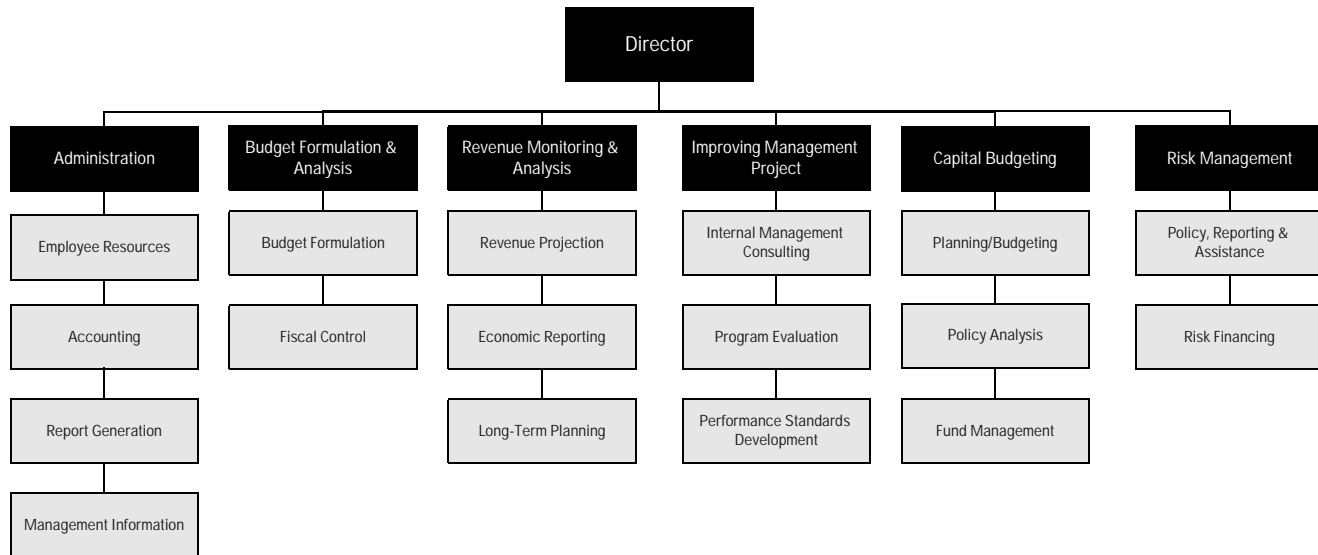 Director
Administration
Budget Formulation &
Analysis
Revenue Monitoring &
Analysis
Improving Management
Project
Capital Budgeting
Risk Management
Employee Resources
Budget Formulation
Revenue Projection
Internal Management
Consulting
Planning/Budgeting
Policy, Reporting &
Assistance
Accounting
Fiscal Control
Economic Reporting
Program Evaluation
Policy Analysis
Risk Financing
Report Generation
Long-Term Planning
Performance Standards
Development
Fund Management
Management Information